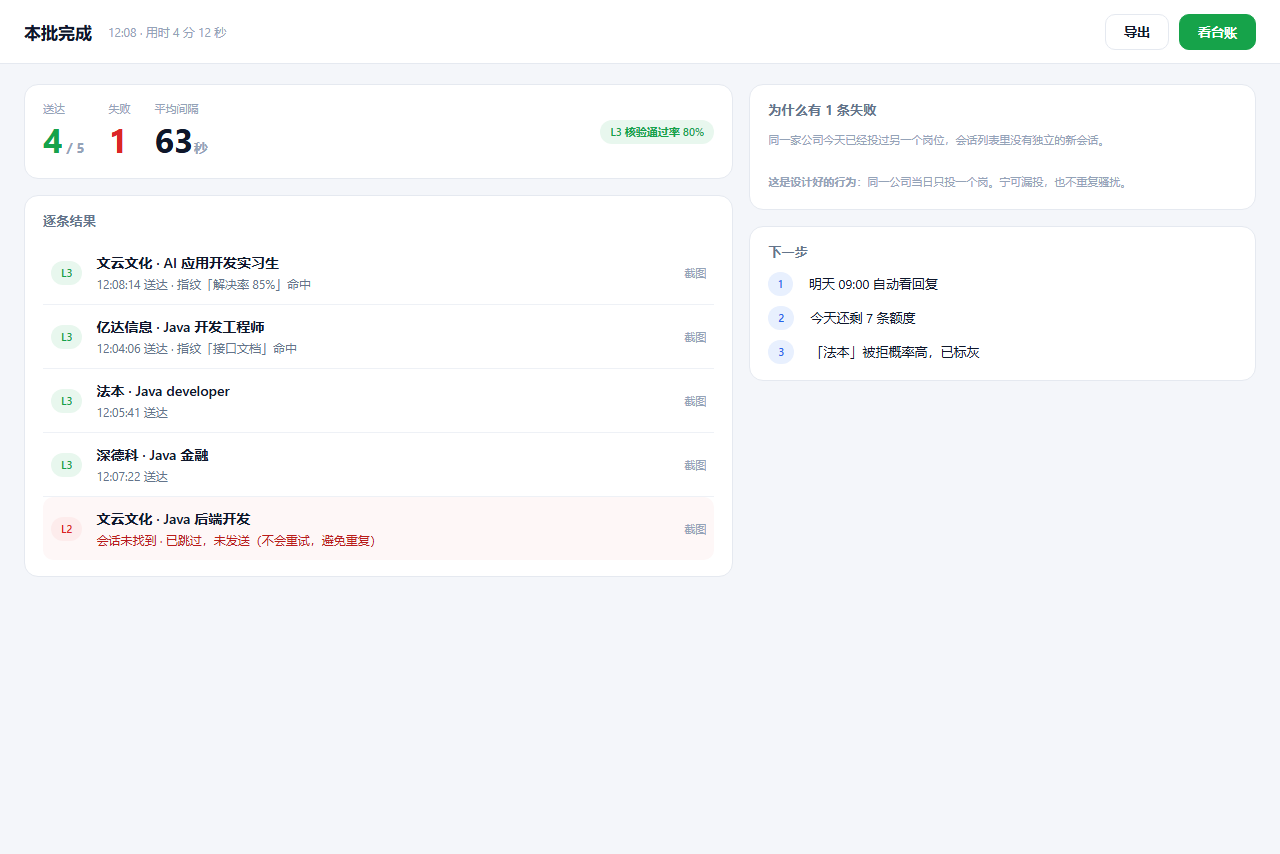 本批完成
12:08 · 用时 4 分 12 秒
导出
看台账
送达
失败
平均间隔
4 / 5
1
63秒
L3 核验通过率 80%
逐条结果
L3
文云文化 · AI 应用开发实习生
12:08:14 送达 · 指纹「解决率 85%」命中
截图
L3
亿达信息 · Java 开发工程师
12:04:06 送达 · 指纹「接口文档」命中
截图
L3
法本 · Java developer
12:05:41 送达
截图
L3
深德科 · Java 金融
12:07:22 送达
截图
L2
文云文化 · Java 后端开发
会话未找到 · 已跳过，未发送（不会重试，避免重复）
截图
为什么有 1 条失败
同一家公司今天已经投过另一个岗位，会话列表里没有独立的新会话。
这是设计好的行为：同一公司当日只投一个岗。宁可漏投，也不重复骚扰。
下一步
1 明天 09:00 自动看回复
2 今天还剩 7 条额度
3 「法本」被拒概率高，已标灰